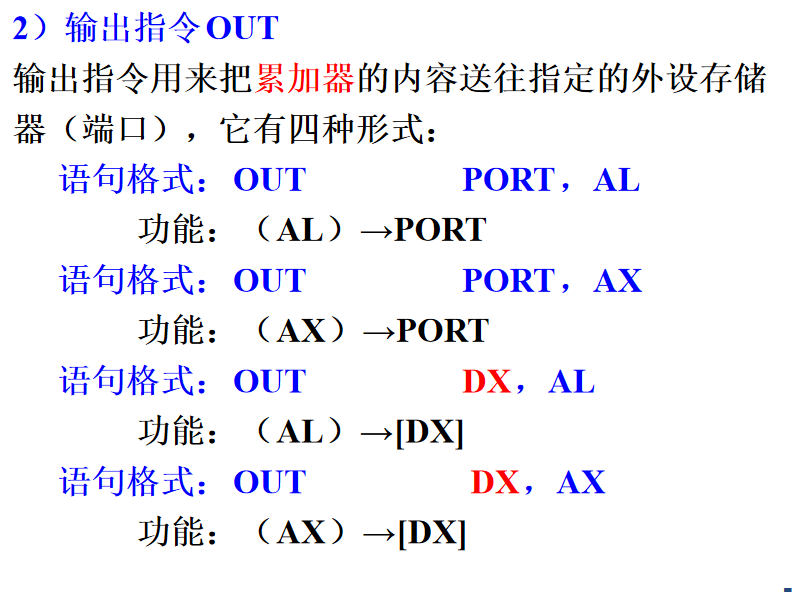 2）输出指令OUT
输出指令用来把累加器的内容送往指定的外设存储
器（端口），它有四种形式：
语句格式：OUT PORT，AL
功能：（AL）→PORT
语句格式：OUT PORT，AX
功能：（AX）→PORT
语句格式：OUT DX，AL
功能：（AL）→[DX]
语句格式：OUT DX，AX
功能：（AX）→[DX]